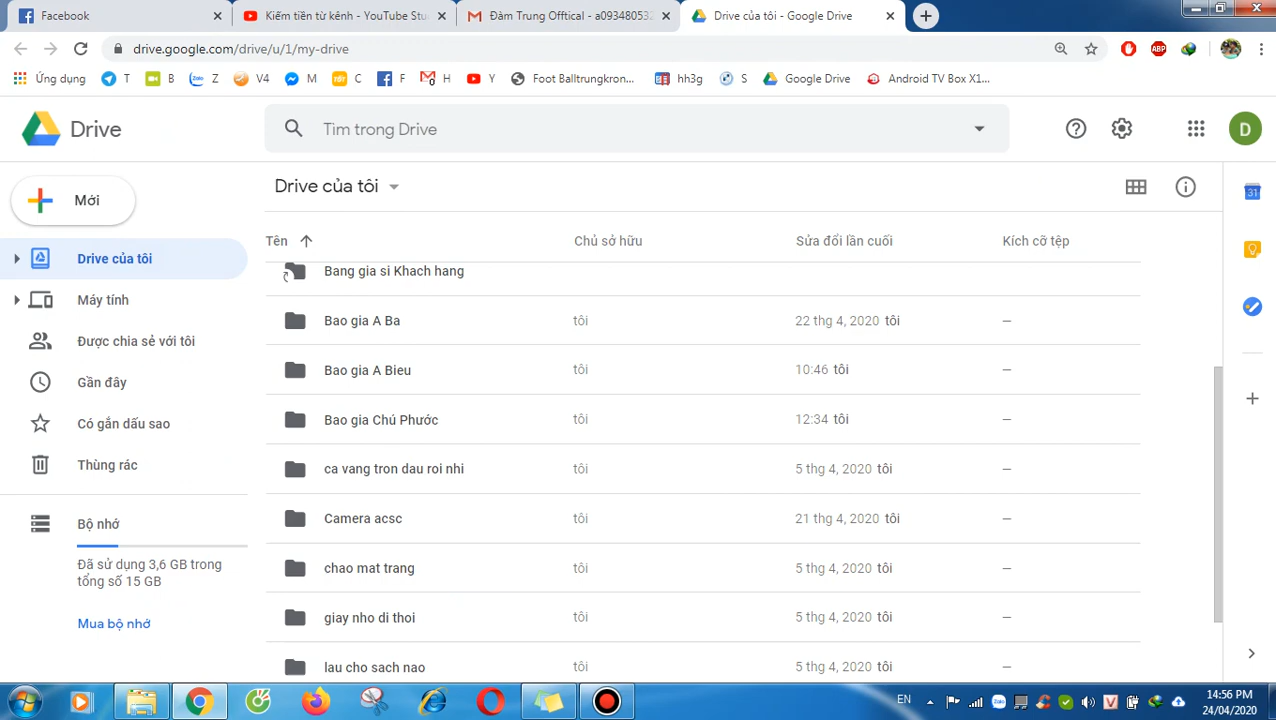 Facebook
Kiếm tiền từ kênh - YouTube Stu
Đàm Trung Offtical - a09348053
Drive của tôi - Google Drive
drive.google.com/drive/u/1/my-drive
Ứng dụng
T
B
Zalo
Z
V4
M
rdr
C
F
H
Y
Foot Balltrungkron...
hh3g
S
Google Drive
Android TV Box X1...
ABP
Drive
Tìm trong Drive
D
Mới
Drive của tôi
Tên
Chủ sở hữu
Sửa đổi lần cuối
Kích cỡ tệp
Drive của tôi
Máy tính
Được chia sẻ với tôi
Gần đây
Có gắn dấu sao
Thùng rác
Bộ nhớ
Đã sử dụng 3,6 GB trong
tổng số 15 GB
Mua bộ nhớ
Bang gia si Khach hang
Bao gia A Ba tôi 22 thg 4, 2020 tôi —
Bao gia A Bieu tôi 10:46 tôi —
Bao gia Chú Phước tôi 12:34 tôi —
ca vang tron dau roi nhi tôi 5 thg 4, 2020 tôi —
Camera acsc tôi 21 thg 4, 2020 tôi —
chao mat trang tôi 5 thg 4, 2020 tôi —
giay nho di thoi tôi 5 thg 4, 2020 tôi —
lau cho sach nao tôi 5 thg 4, 2020 tôi —
31
EN
Zalo
V
14:56 PM
24/04/2020